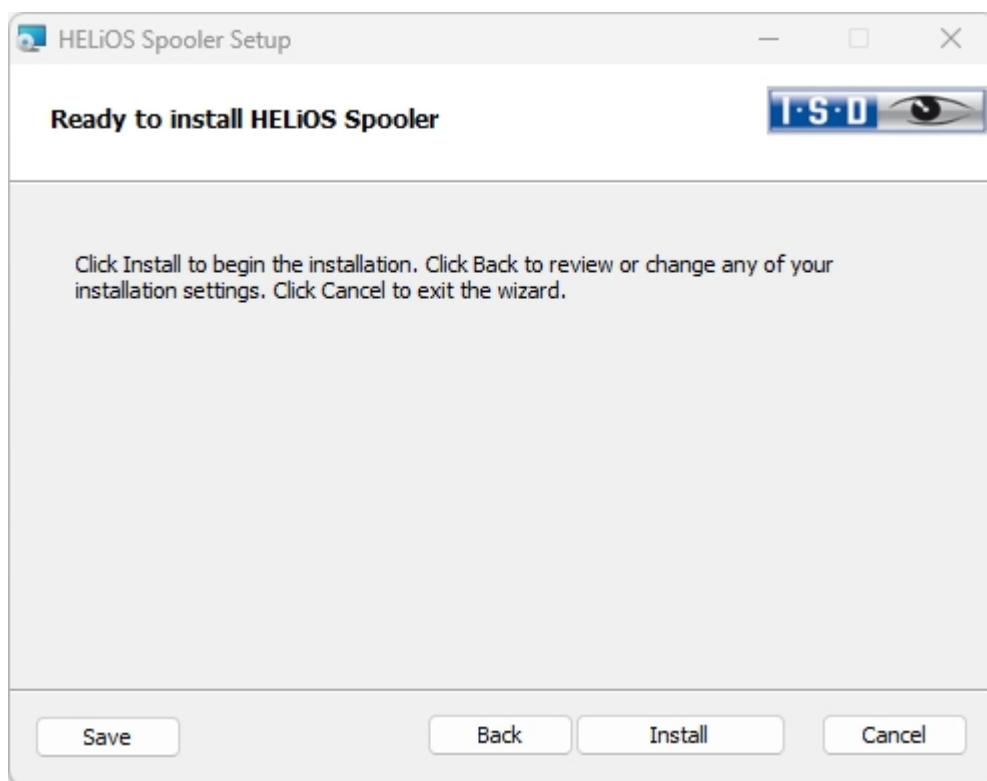 HELiOS Spooler Setup
Ready to install HELiOS Spooler
I·S·D
Click Install to begin the installation. Click Back to review or change any of your
installation settings. Click Cancel to exit the wizard.
Save
Back
Install
Cancel